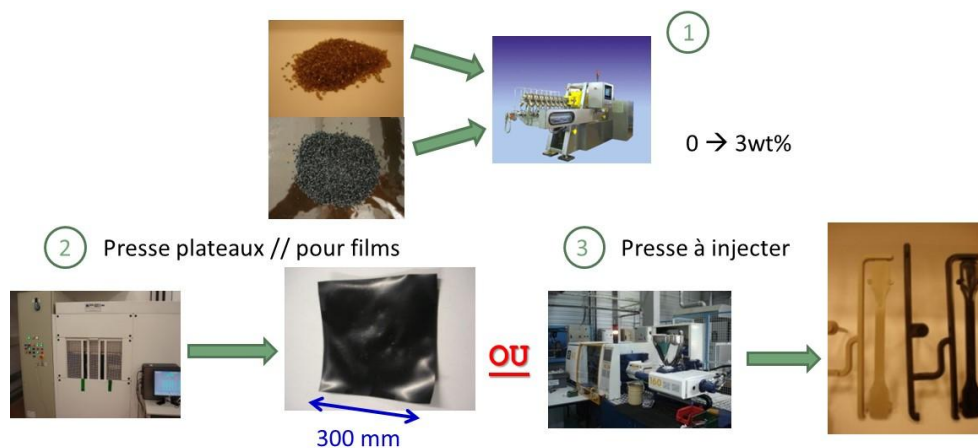 1
0 → 3wt%
2 Presse plateaux // pour films
3 Presse à injecter
OU
300 mm